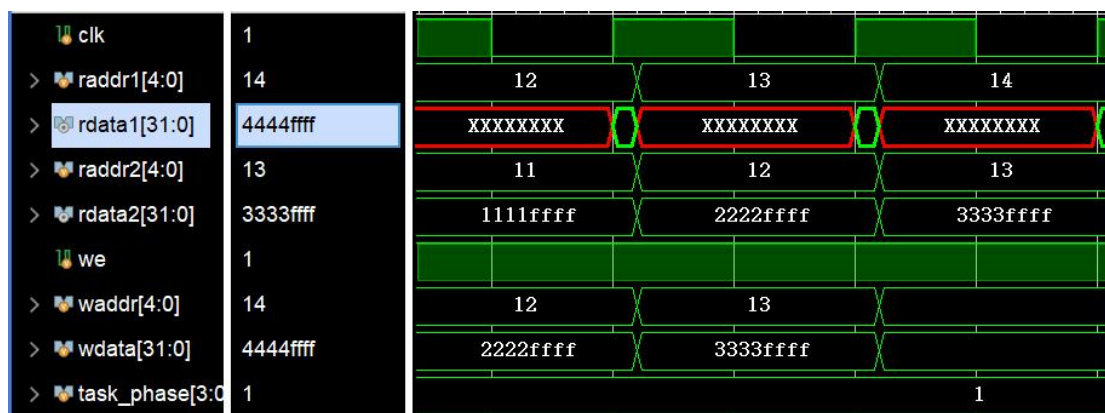 clk 1
raddr1[4:0] 14 12 13 14
rdata1[31:0] 4444ffff XXXXXXXX XXXXXXXX XXXXXXXX
raddr2[4:0] 13 11 12 13
rdata2[31:0] 3333ffff 1111ffff 2222ffff 3333ffff
we 1
waddr[4:0] 14 12 13
wdata[31:0] 4444ffff 2222ffff 3333ffff
task_phase[3:0 1 1